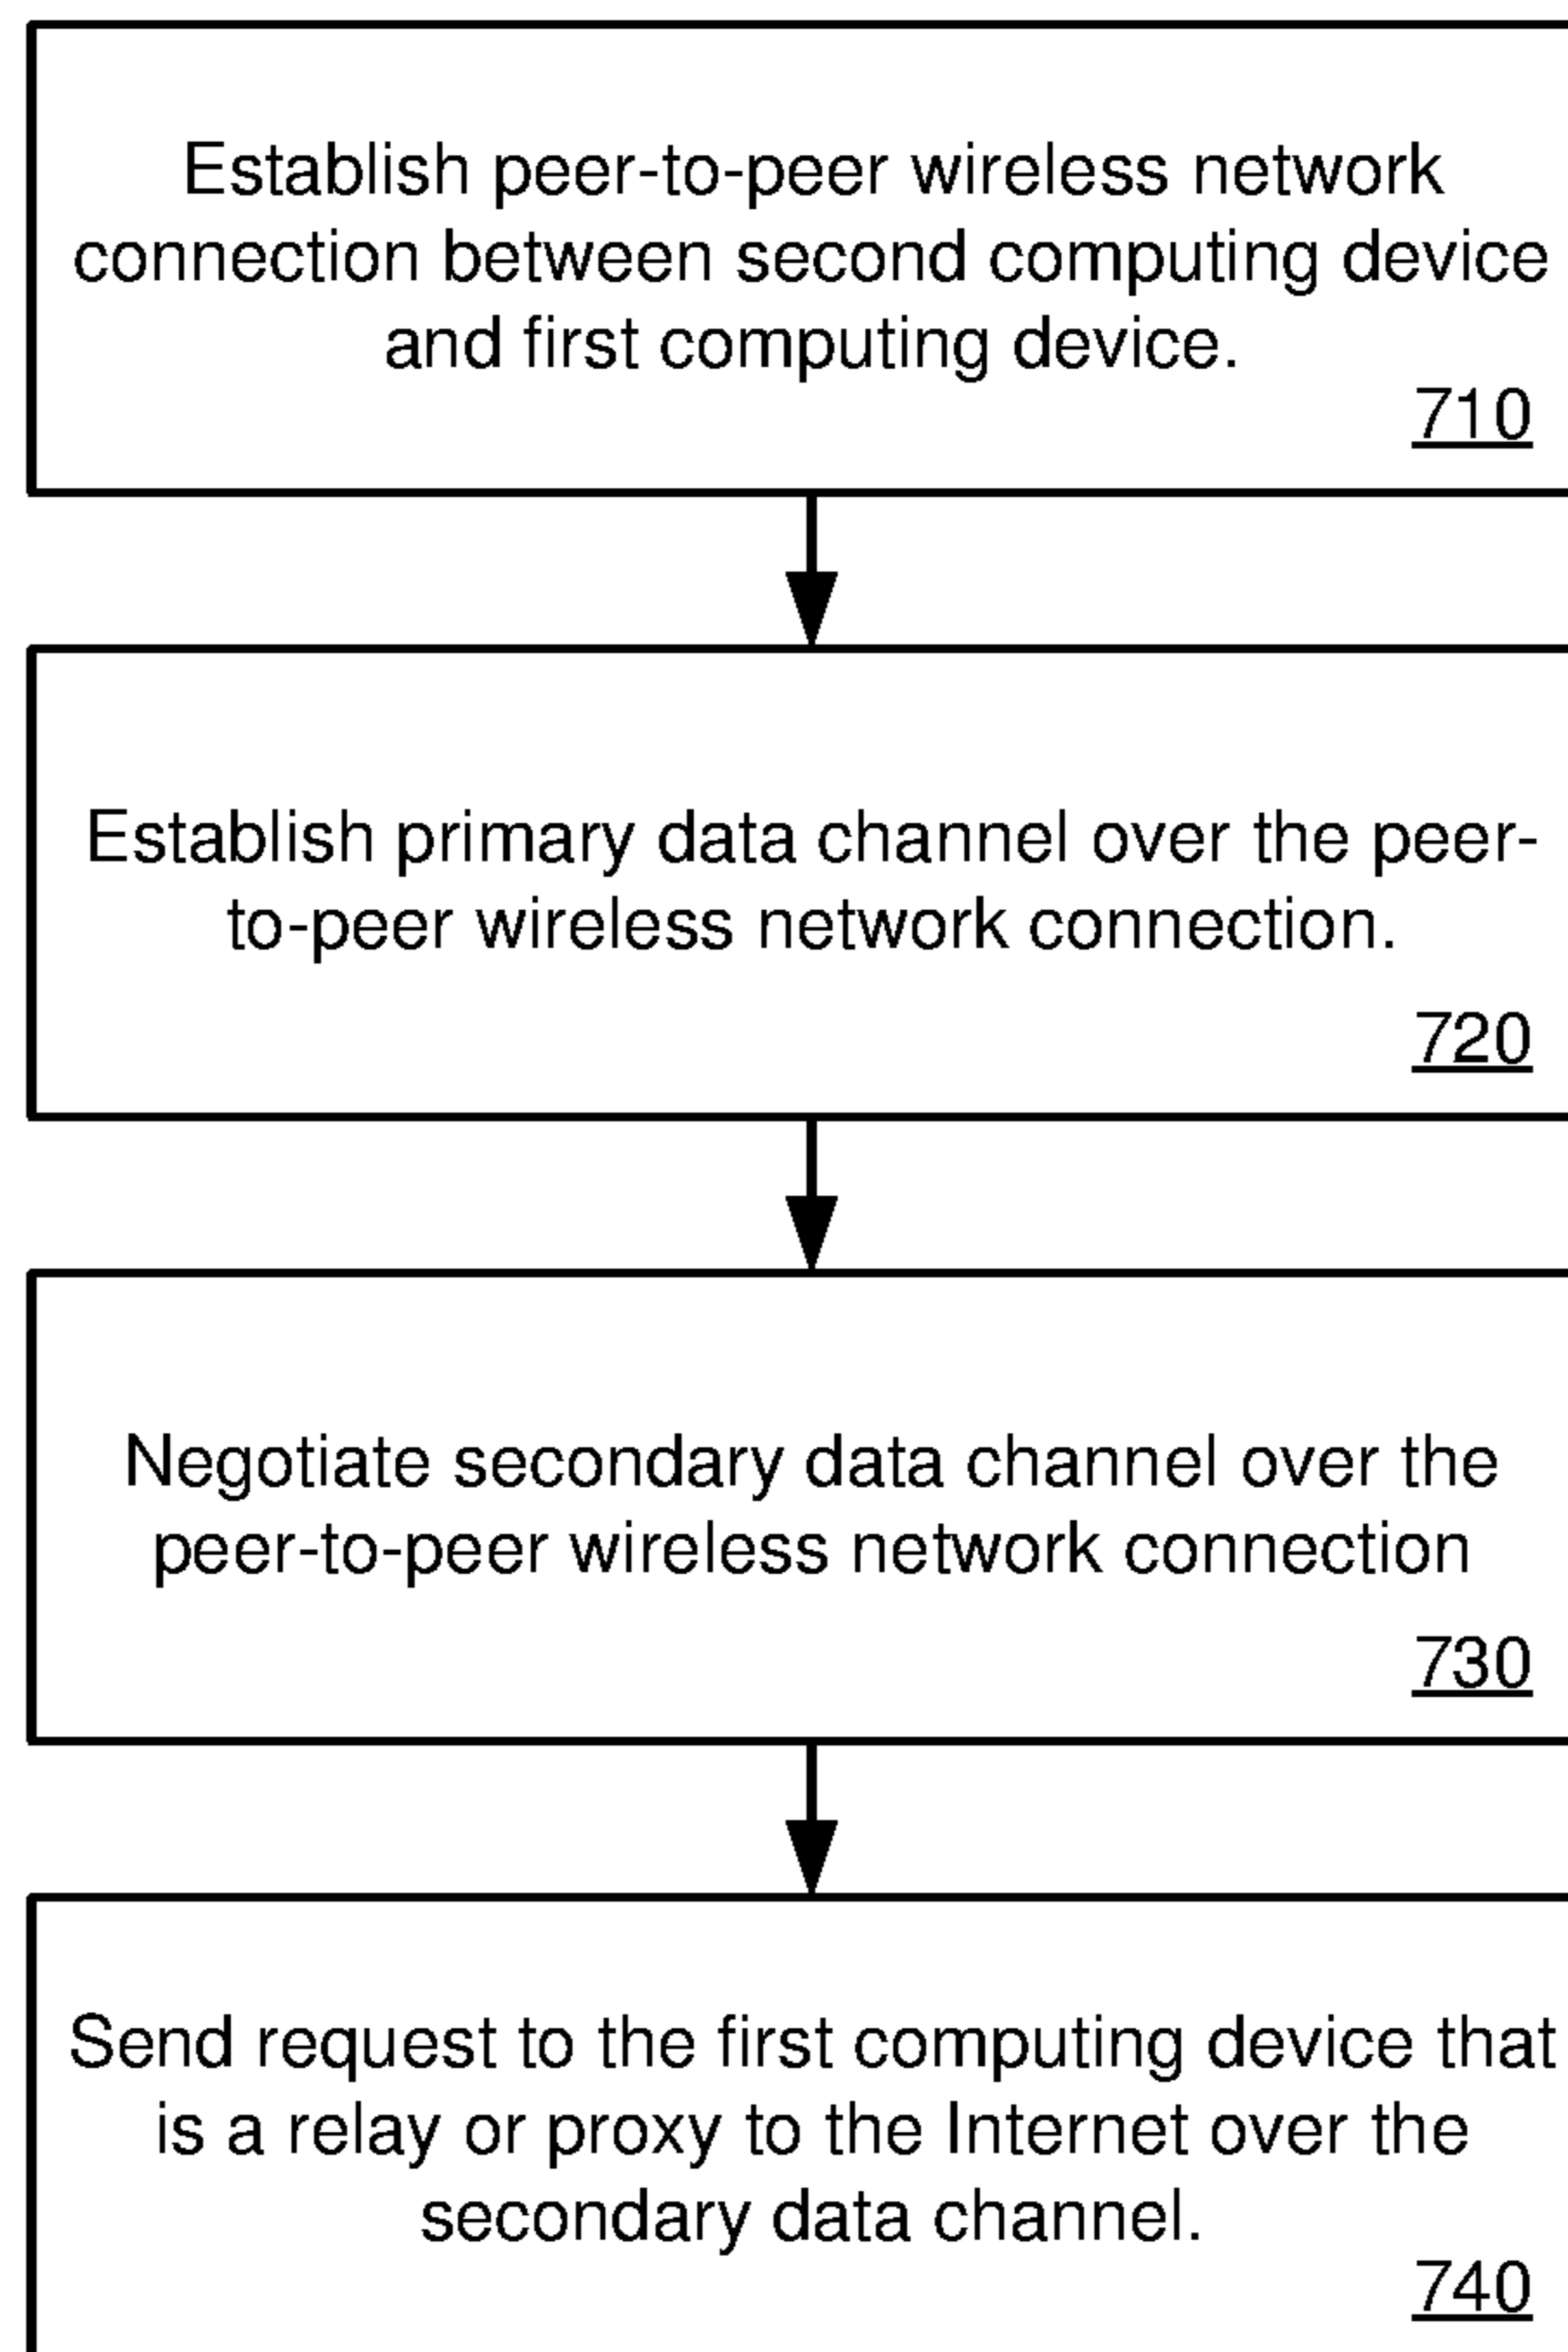 Establish peer-to-peer wireless network
connection between second computing device
and first computing device.
710
Establish primary data channel over the peer-
to-peer wireless network connection.
720
Negotiate secondary data channel over the
peer-to-peer wireless network connection
730
Send request to the first computing device that
is a relay or proxy to the Internet over the
secondary data channel.
740